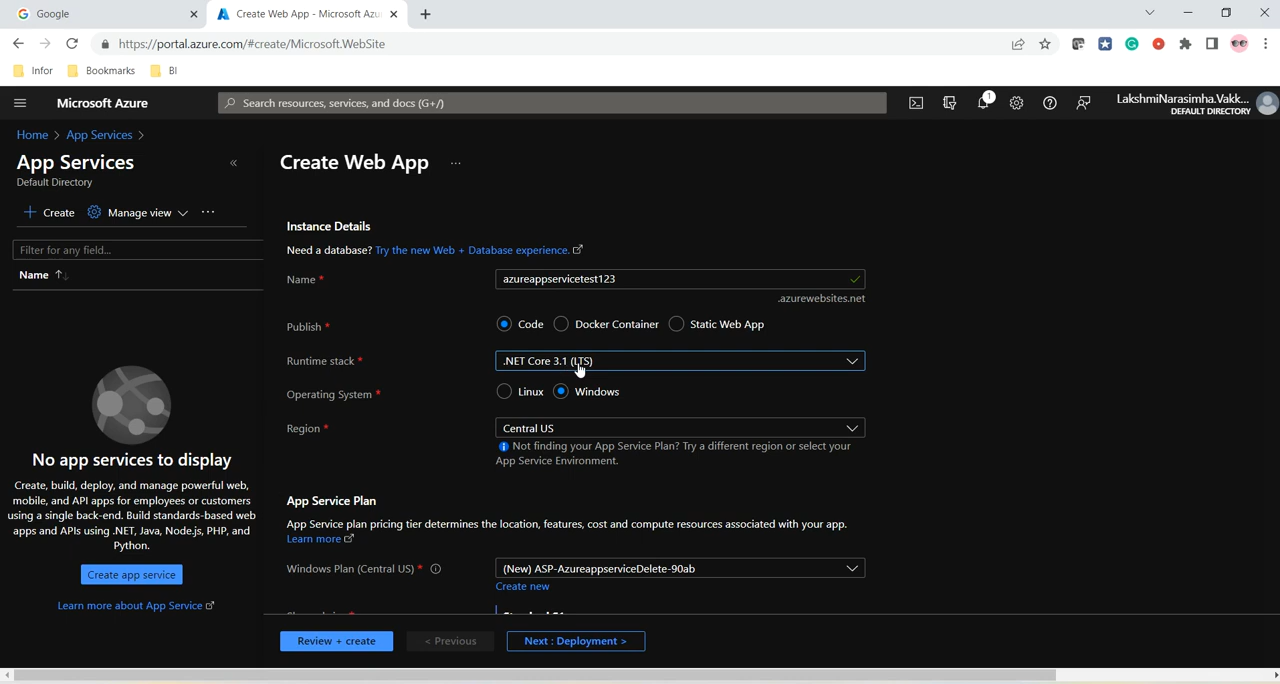 Google
Create Web App - Microsoft Azu
https://portal.azure.com/#create/Microsoft.WebSite
Infor
Bookmarks
BI
Microsoft Azure
Search resources, services, and docs (G+/)
1
LakshmiNarasimha.Vakk...
DEFAULT DIRECTORY
Home > App Services >
App Services
Default Directory
Create
Manage view
Filter for any field...
Name
No app services to display
Create, build, deploy, and manage powerful web,
mobile, and API apps for employees or customers
using a single back-end. Build standards-based web
apps and APIs using .NET, Java, Node.js, PHP, and
Python.
Create app service
Learn more about App Service
Create Web App ...
Instance Details
Need a database? Try the new Web + Database experience.
Name *
azureappservicetest123
.azurewebsites.net
Publish *
Code
Docker Container
Static Web App
Runtime stack *
.NET Core 3.1 (LTS)
Operating System *
Linux
Windows
Region *
Central US
Not finding your App Service Plan? Try a different region or select your
App Service Environment.
App Service Plan
App Service plan pricing tier determines the location, features, cost and compute resources associated with your app.
Learn more
Windows Plan (Central US) *
(New) ASP-AzureappserviceDelete-90ab
Create new
Review + create
< Previous
Next : Deployment >